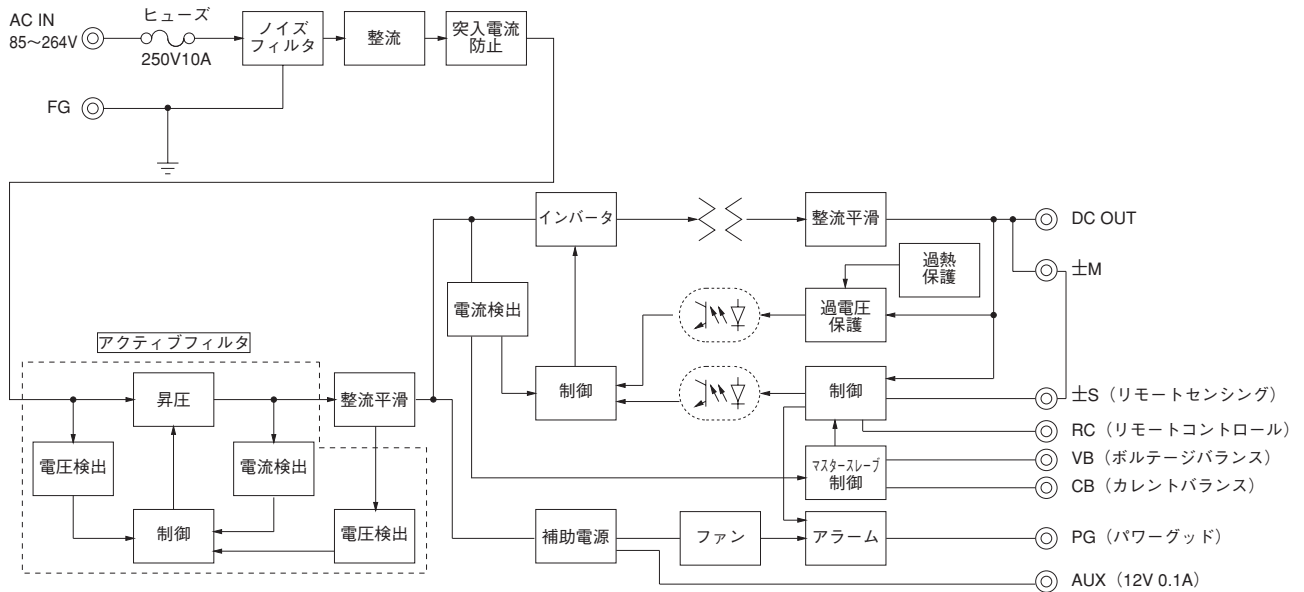 AC IN
85〜264V
ヒューズ
250V10A
ノイズ
フィルタ
整流
突入電流
防止
FG
インバータ
整流平滑
DC OUT
過熱
保護
±M
電流検出
過電圧
保護
アクティブフィルタ
昇圧
整流平滑
制御
制御
±S（リモートセンシング）
RC（リモートコントロール）
電圧検出
電流検出
マスタースレーブ
制御
VB（ボルテージバランス）
CB（カレントバランス）
制御
電圧検出
補助電源
ファン
アラーム
PG（パワーグッド）
AUX（12V 0.1A）